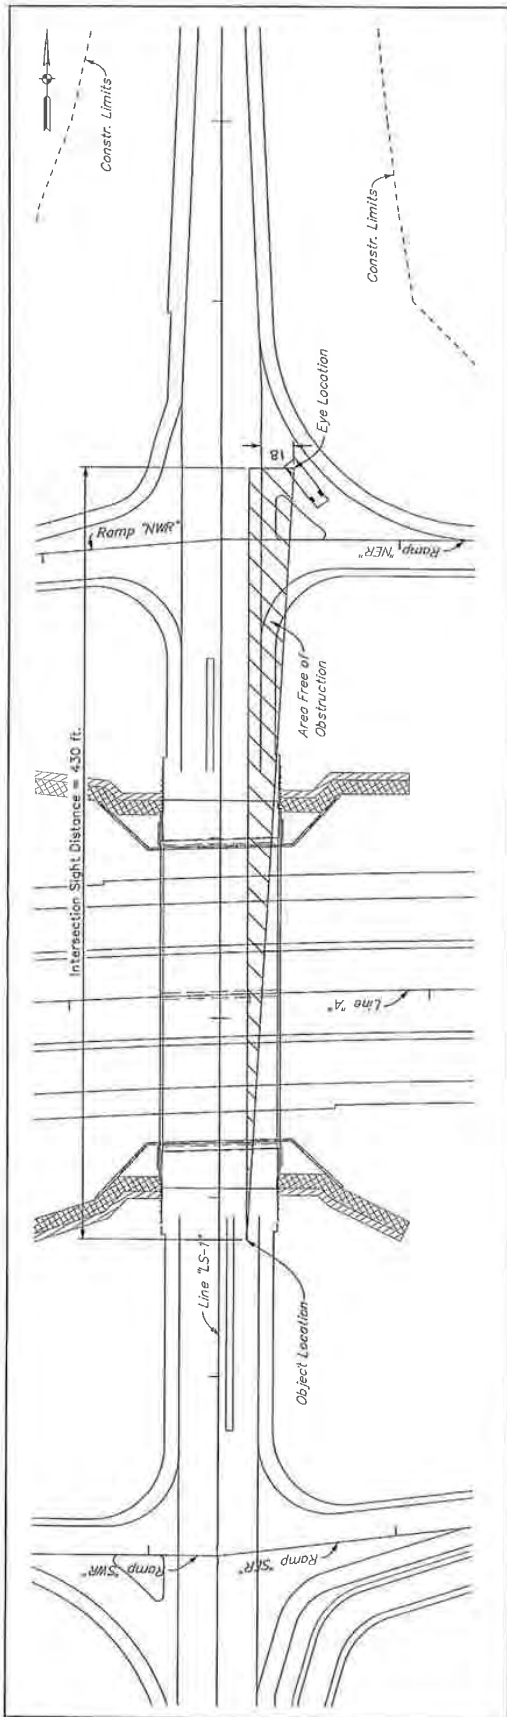 Constr. Limits
Constr. Limits
Eye Location
18
Ramp "NWR"
Ramp "NER"
Area Free of
Obstruction
Intersection Sight Distance = 430 ft.
Line "A"
Line "LS-1"
Object Location
Ramp "SWR"
Ramp "SER"